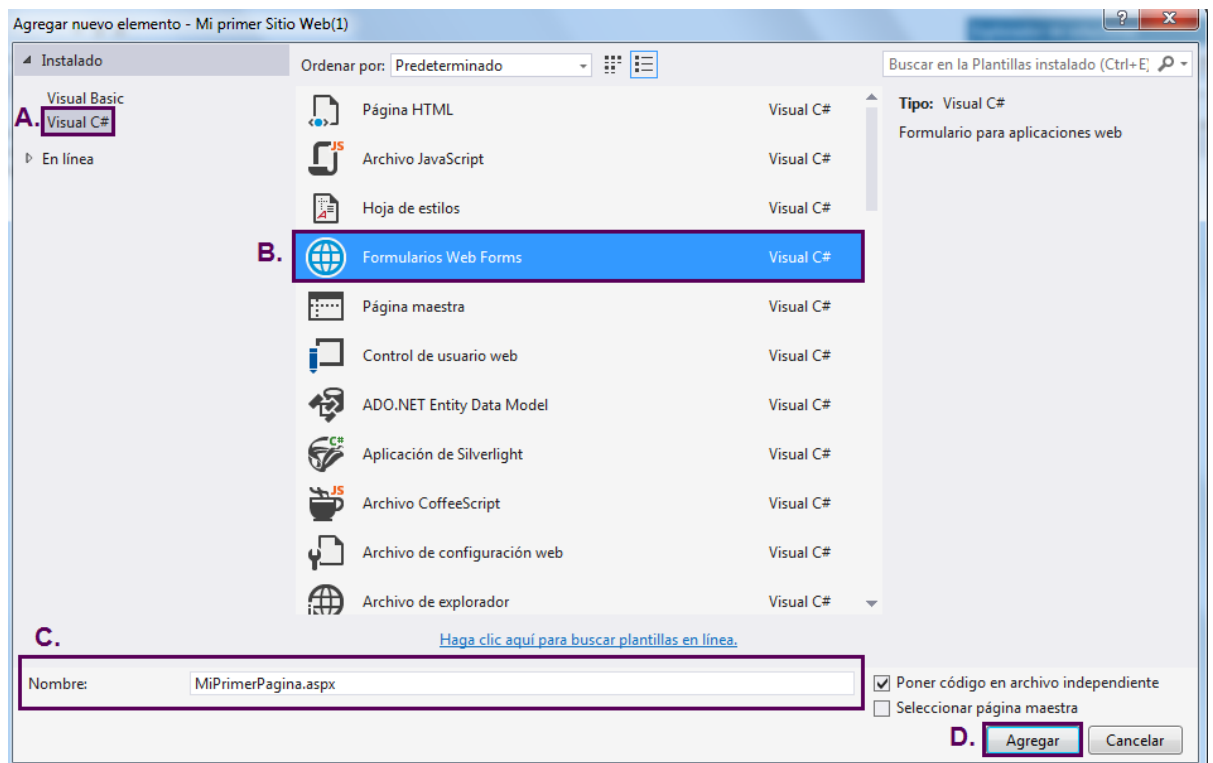 Agregar nuevo elemento - Mi primer Sitio Web(1)
? X
Instalado
Ordenar por: Predeterminado
Buscar en la Plantillas instalado (Ctrl+E)
Visual Basic
A. Visual C#
En línea
Página HTML Visual C#
JS Archivo JavaScript Visual C#
A Hoja de estilos Visual C#
B. Formularios Web Forms Visual C#
Página maestra Visual C#
Control de usuario web Visual C#
ADO.NET Entity Data Model Visual C#
C# Aplicación de Silverlight Visual C#
JS Archivo CoffeeScript Visual C#
Archivo de configuración web Visual C#
Archivo de explorador Visual C#
Tipo: Visual C#
Formulario para aplicaciones web
Haga clic aquí para buscar plantillas en línea.
C.
Nombre: MiPrimerPagina.aspx
Poner código en archivo independiente
Seleccionar página maestra
D. Agregar Cancelar